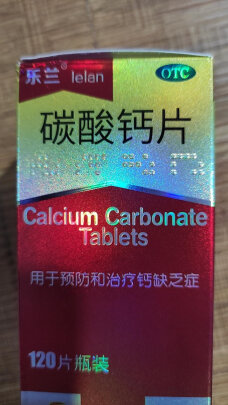 乐兰 lelan
OTC
碳酸钙片
Calcium Carbonate
Tablets
用于预防和治疗钙缺乏症
120片瓶装